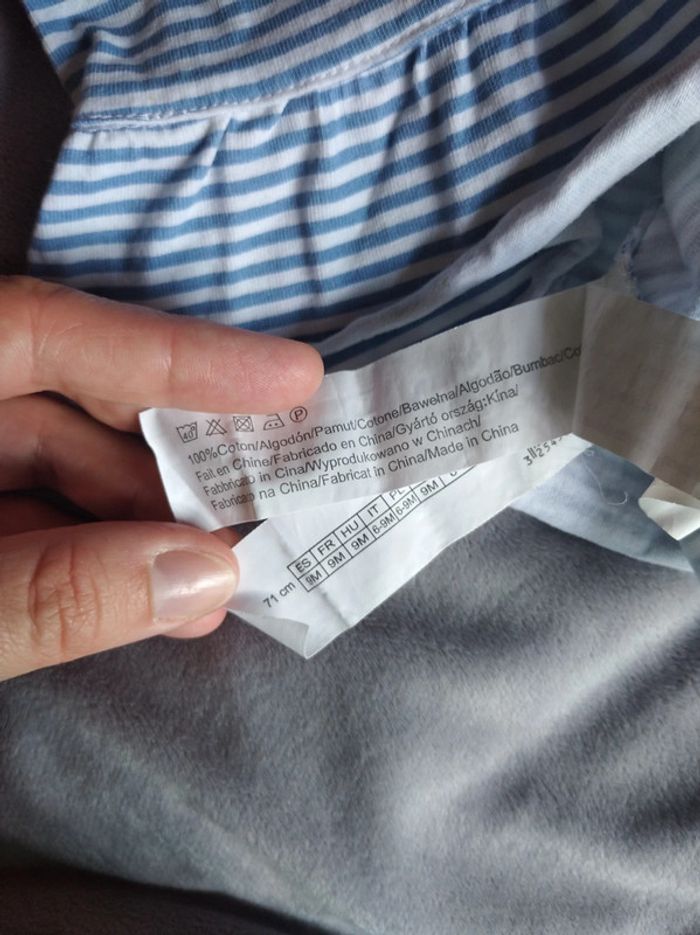 40°
P
100%Coton/Algodón/Pamut/Cotone/Bawełna/Algodão/Bumbac/Co
Fait en Chine/Fabricado en China/Gyártó ország:Kína/
Fabbricato in Cina/Wyprodukowano w Chinach/
Fabricado na China/Fabricat in China/Made in China
ES FR HU IT PL
71 cm 9M 9M 9M 6-9M 6-9M 9M